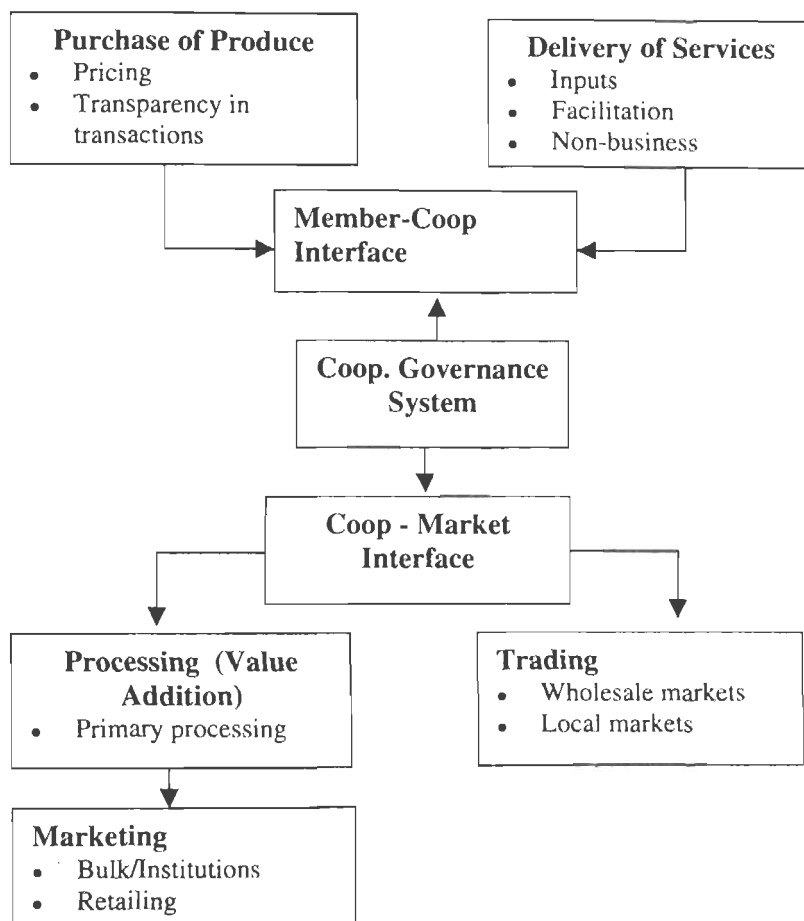 Purchase of Produce
• Pricing
• Transparency in
transactions
Delivery of Services
• Inputs
• Facilitation
• Non-business
Member-Coop
Interface
Coop. Governance
System
Coop - Market
Interface
Processing (Value
Addition)
• Primary processing
Trading
• Wholesale markets
• Local markets
Marketing
• Bulk/Institutions
• Retailing